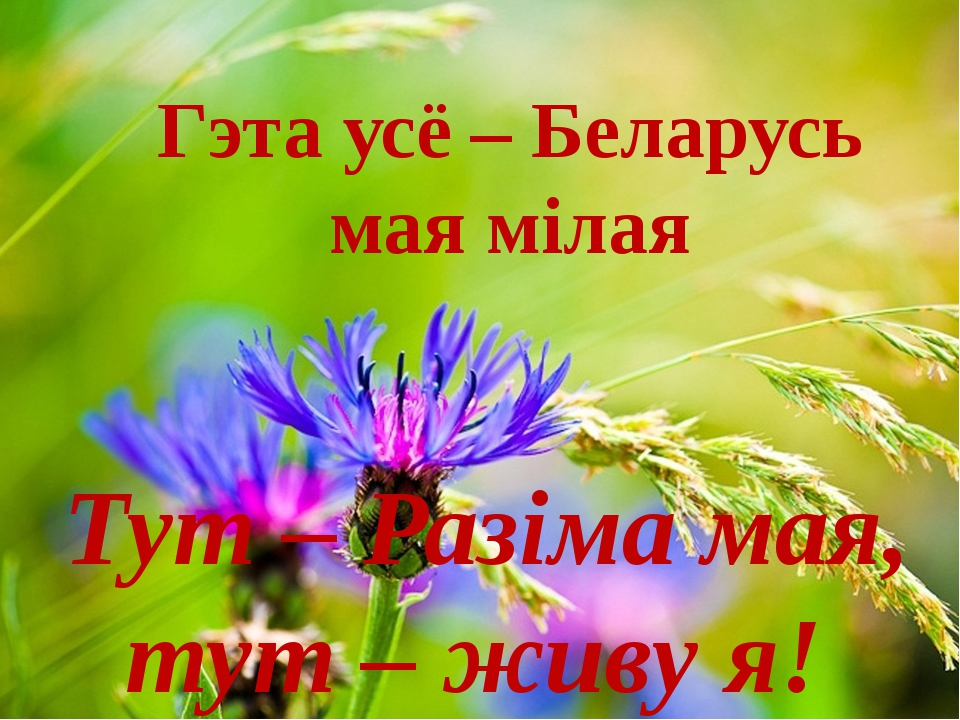 Гэта усё – Беларусь
мая мілая
Тут – Разіма мая,
тут – живу я!